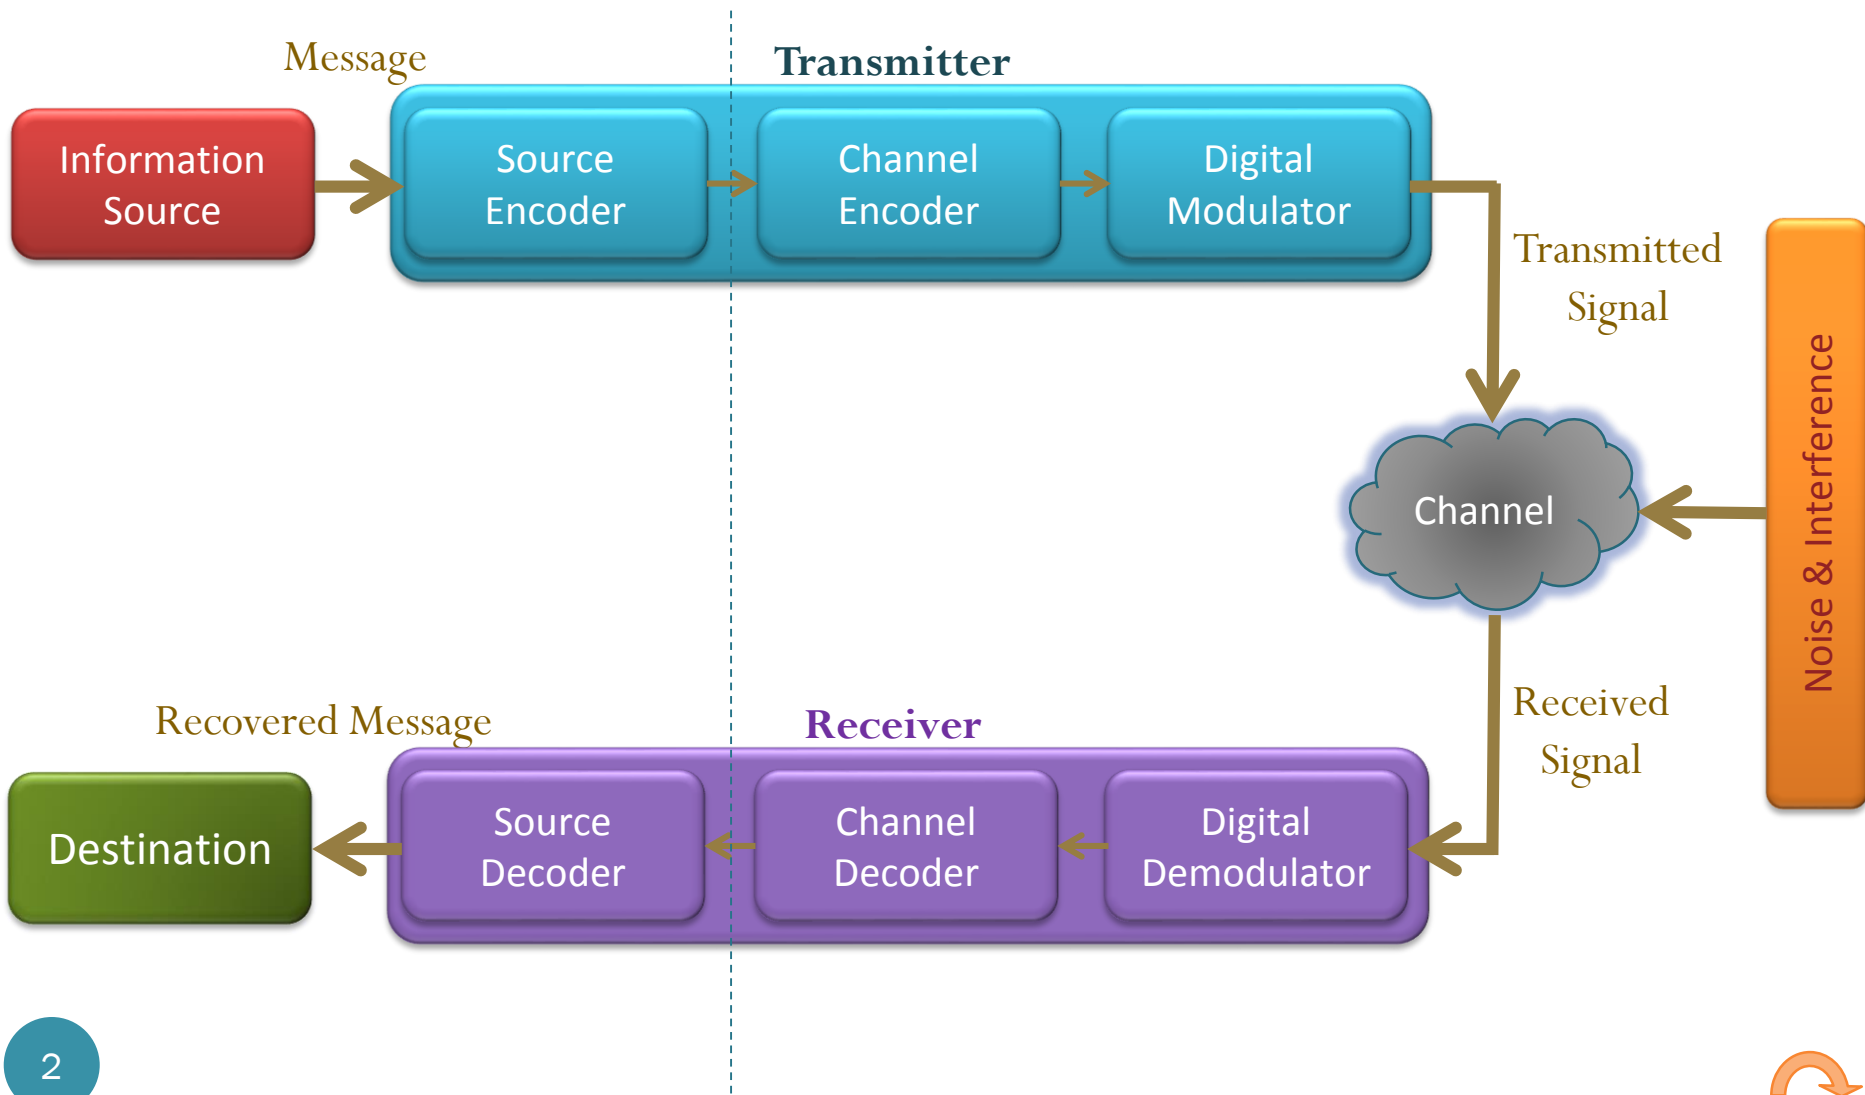 Message
Transmitter
Information
Source
Source
Encoder
Channel
Encoder
Digital
Modulator
Transmitted
Signal
Noise & Interference
Channel
Received
Signal
Recovered Message
Receiver
Destination
Source
Decoder
Channel
Decoder
Digital
Demodulator
2